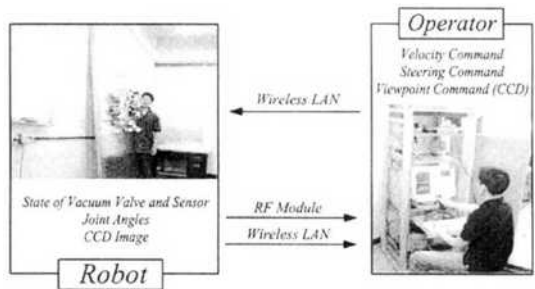 Operator
Velocity Command
Steering Command
Viewpoint Command (CCD)
Wireless LAN
State of Vacuum Valve and Sensor
Joint Angles
CCD Image
RF Module
Wireless LAN
Robot